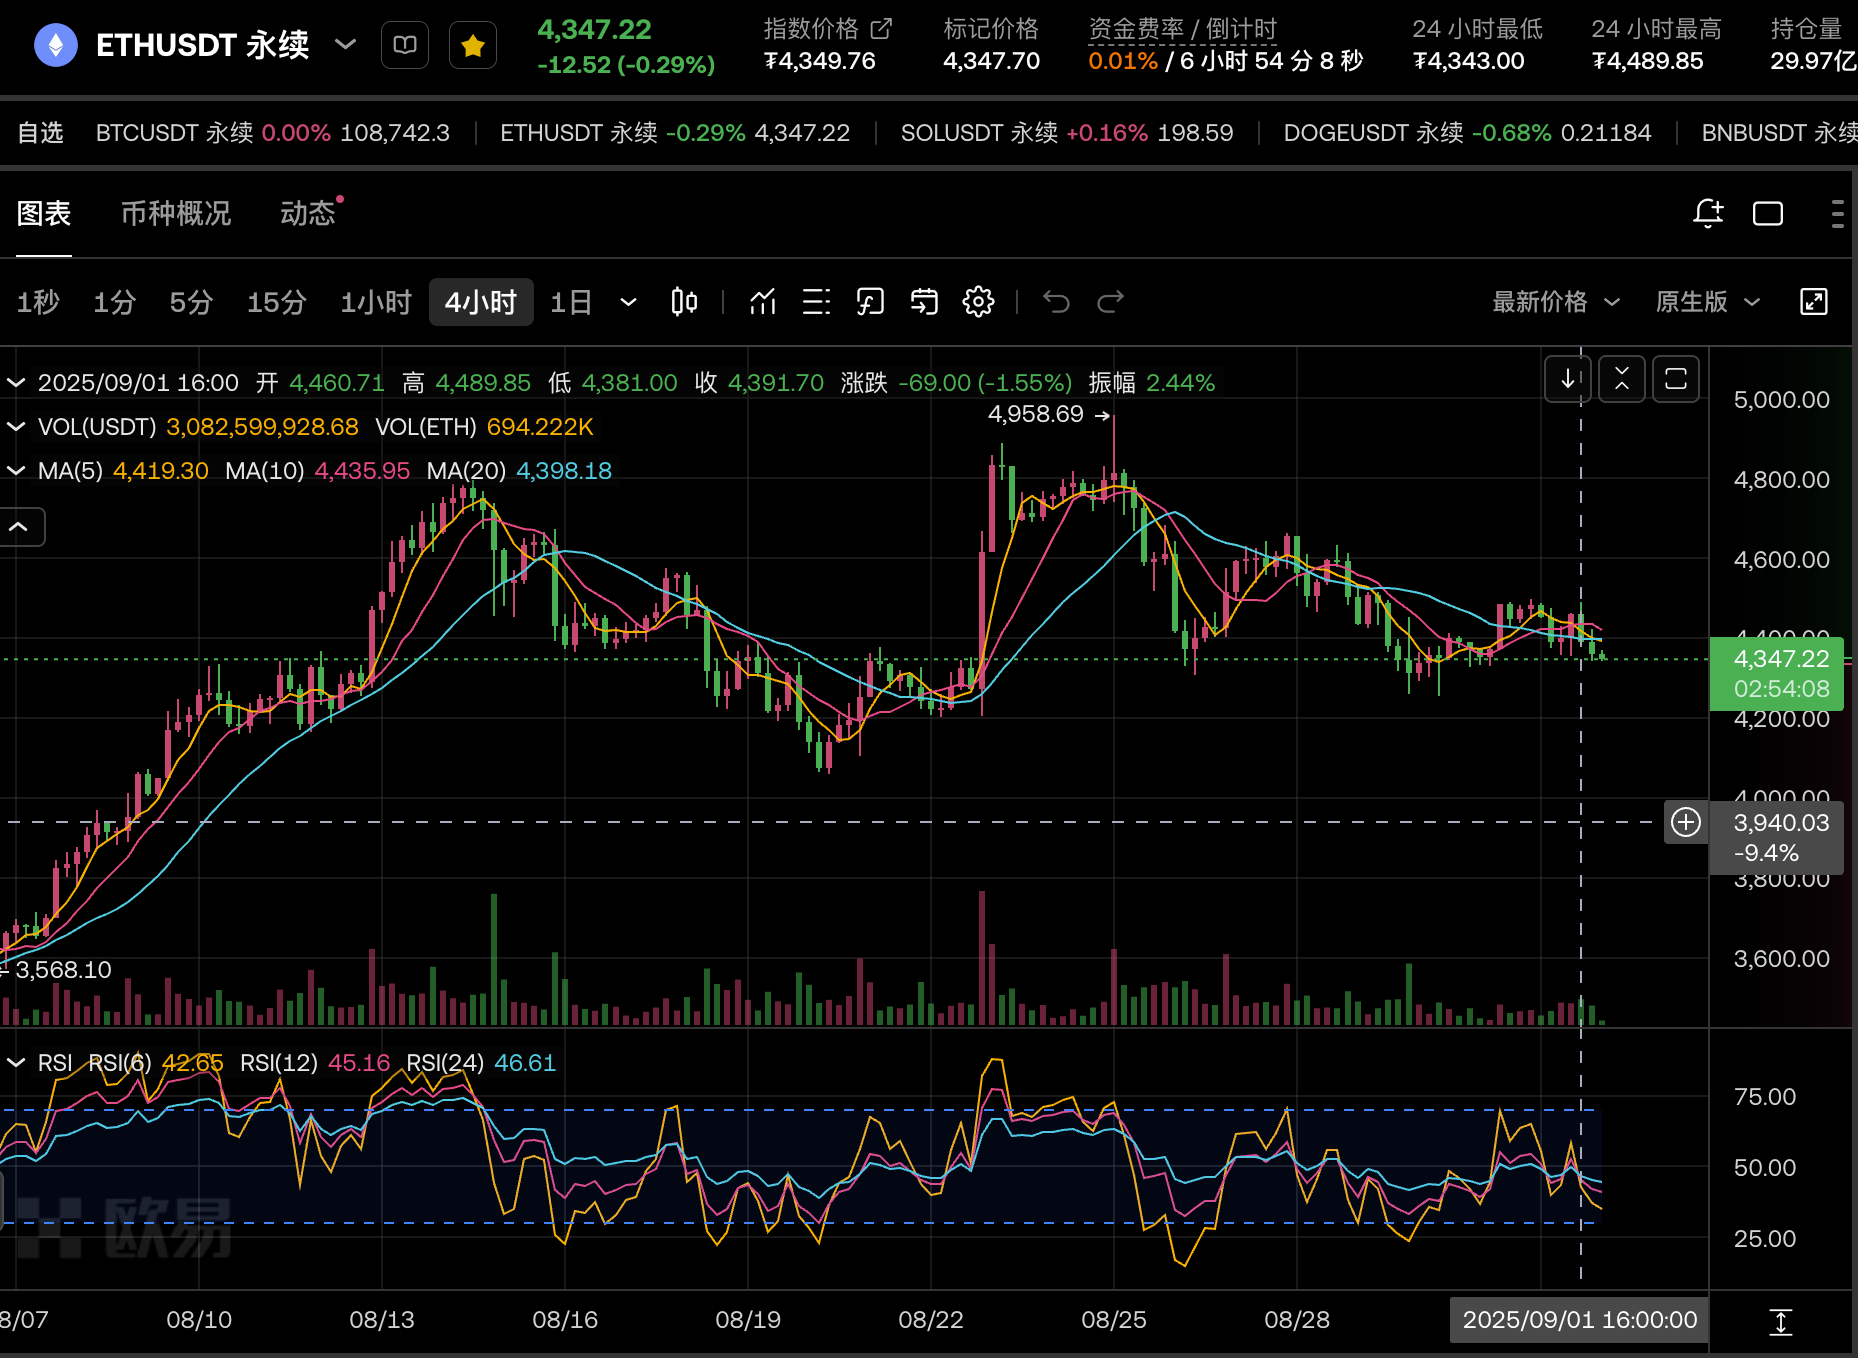 ETHUSDT 永续
4,347.22
-12.52 (-0.29%)
指数价格
₮4,349.76
标记价格
4,347.70
资金费率 / 倒计时
0.01% / 6 小时 54 分 8 秒
24 小时最低
₮4,343.00
24 小时最高
₮4,489.85
持仓量
29.97亿
自选 BTCUSDT 永续 0.00% 108,742.3 ETHUSDT 永续 -0.29% 4,347.22 SOLUSDT 永续 +0.16% 198.59 DOGEUSDT 永续 -0.68% 0.21184 BNBUSDT 永续
图表 币种概况 动态
1秒 1分 5分 15分 1小时 4小时 1日 最新价格 原生版
2025/09/01 16:00 开 4,460.71 高 4,489.85 低 4,381.00 收 4,391.70 涨跌 -69.00 (-1.55%) 振幅 2.44%
VOL(USDT) 3,082,599,928.68 VOL(ETH) 694.222K
MA(5) 4,419.30 MA(10) 4,435.95 MA(20) 4,398.18
4,958.69
3,568.10
5,000.00
4,800.00
4,600.00
4,400.00
4,347.22
02:54:08
4,200.00
4,000.00
3,940.03
-9.4%
3,800.00
3,600.00
RSI RSI(6) 42.65 RSI(12) 45.16 RSI(24) 46.61
75.00
50.00
25.00
欧易
8/07 08/10 08/13 08/16 08/19 08/22 08/25 08/28 2025/09/01 16:00:00